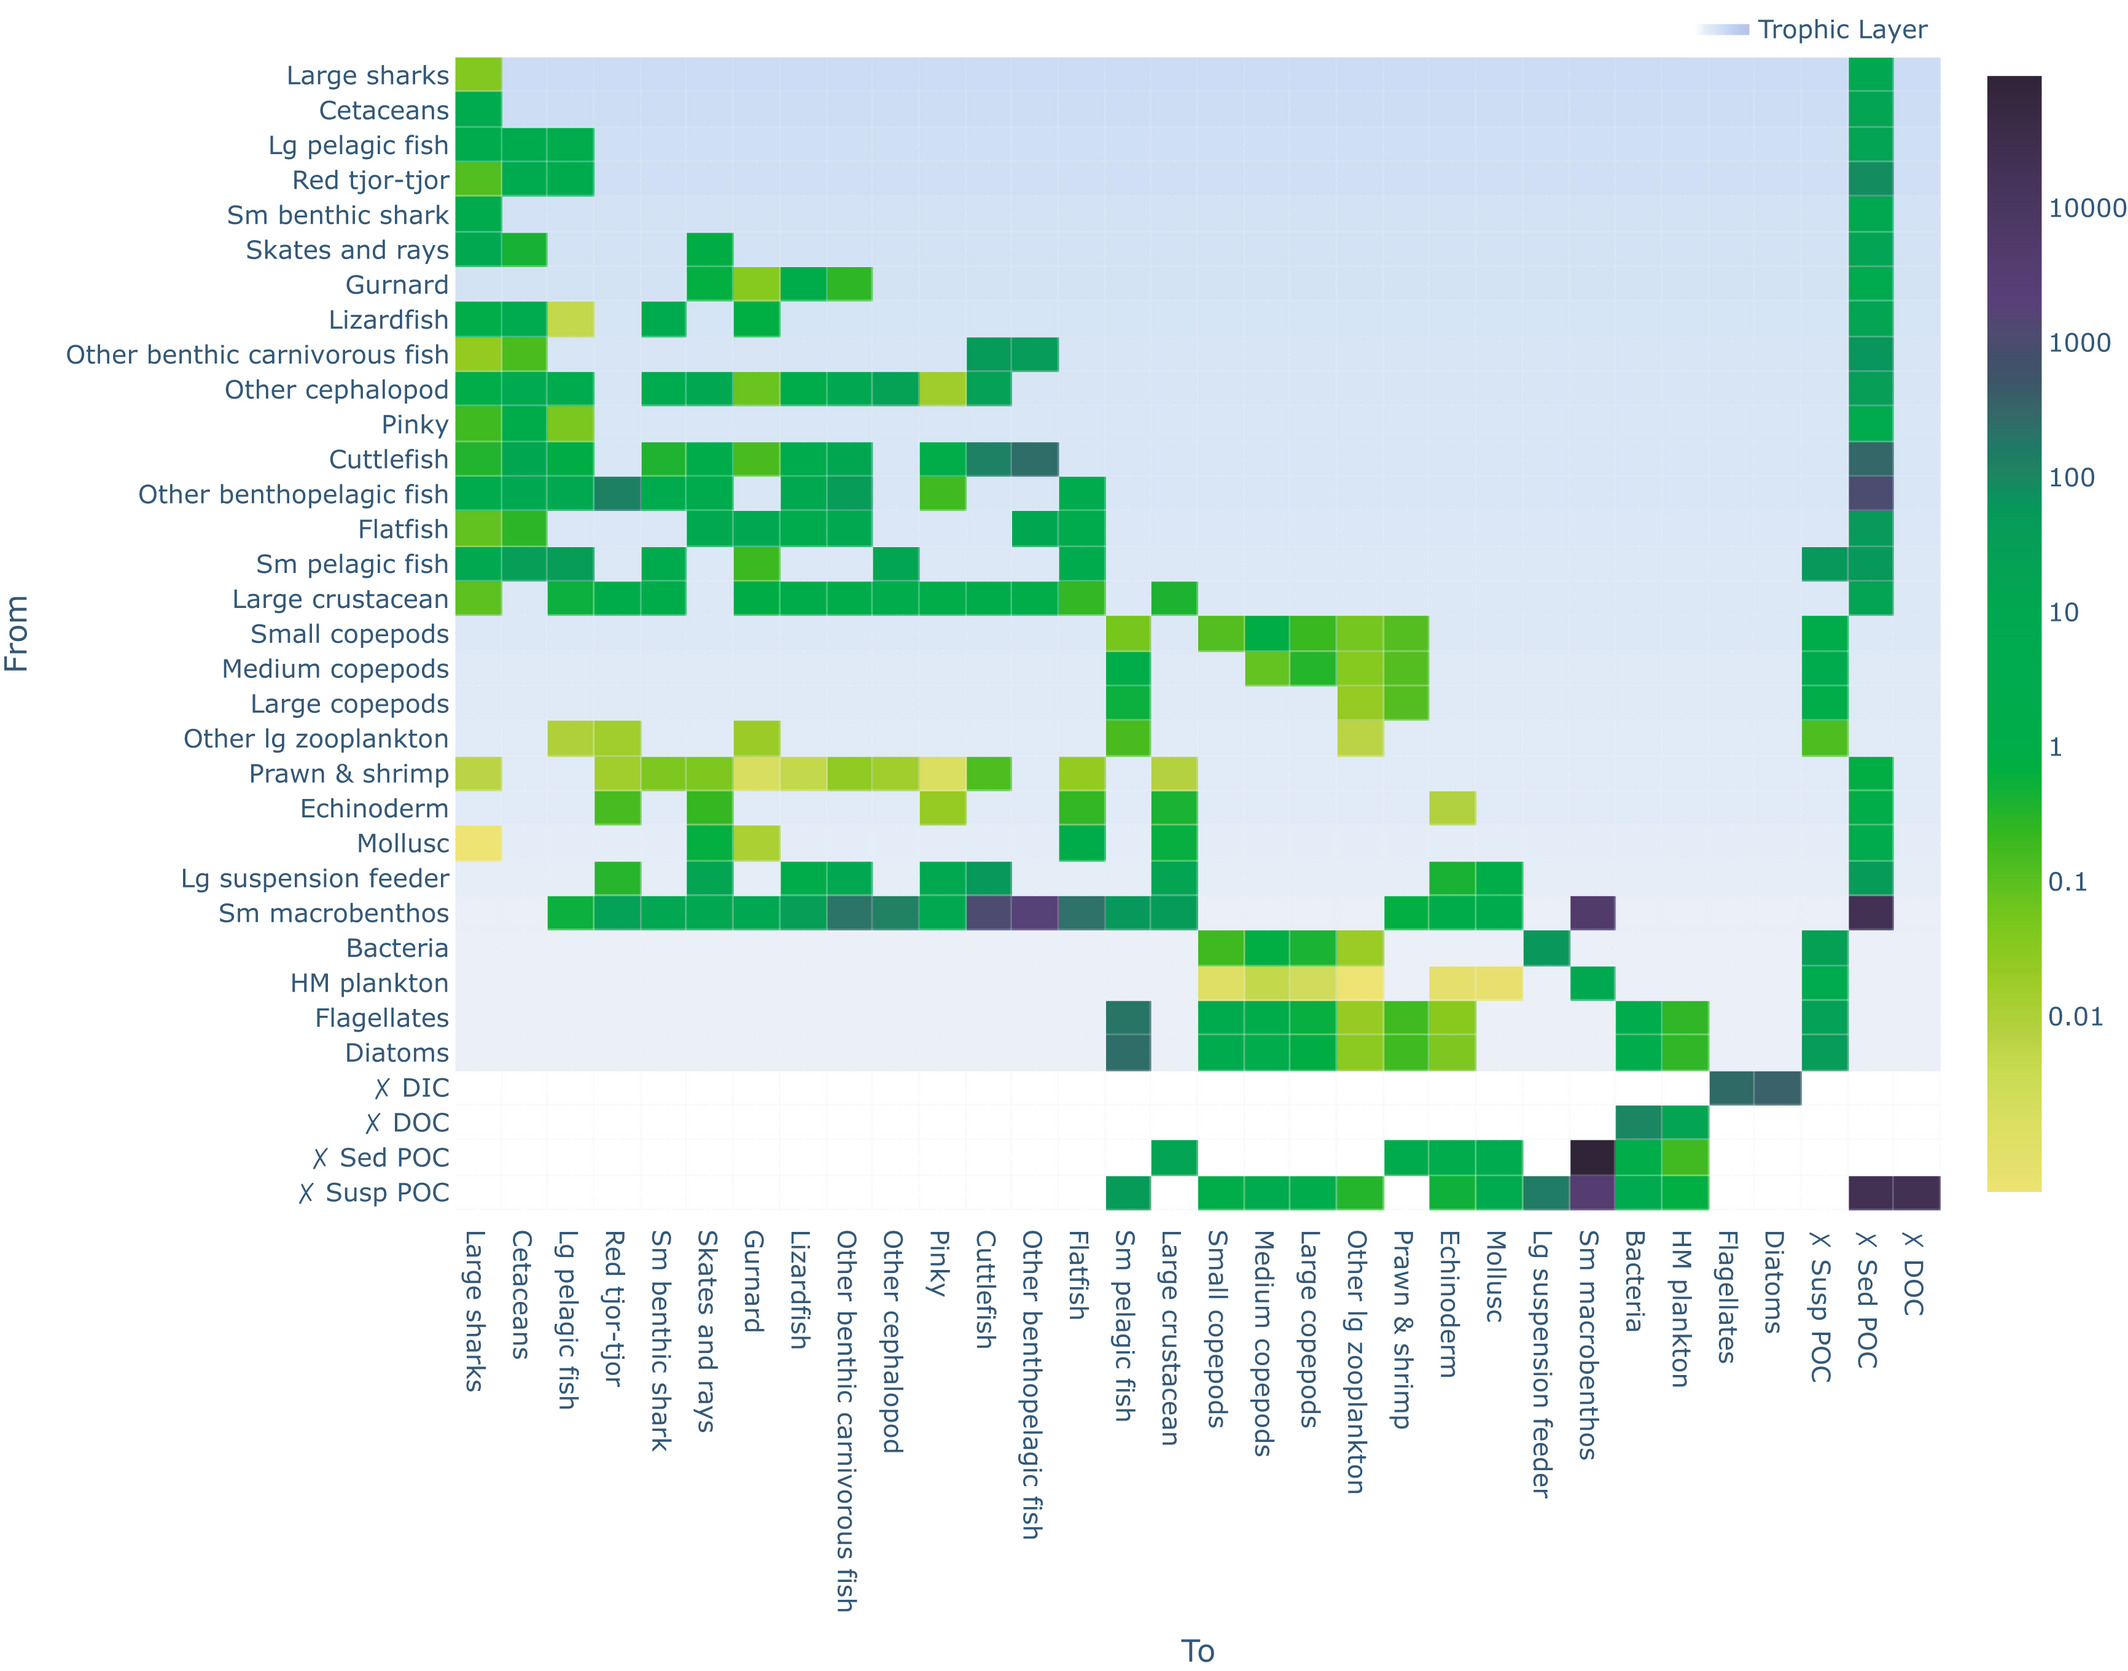 Trophic Layer
Large sharks
Cetaceans
Lg pelagic fish
Red tjor-tjor
Sm benthic shark
Skates and rays
Gurnard
Lizardfish
Other benthic carnivorous fish
Other cephalopod
Pinky
Cuttlefish
Other benthopelagic fish
Flatfish
Sm pelagic fish
Large crustacean
Small copepods
Medium copepods
Large copepods
Other lg zooplankton
Prawn & shrimp
Echinoderm
Mollusc
Lg suspension feeder
Sm macrobenthos
Bacteria
HM plankton
Flagellates
Diatoms
✗ DIC
✗ DOC
✗ Sed POC
✗ Susp POC
From
Large sharks
Cetaceans
Lg pelagic fish
Red tjor-tjor
Sm benthic shark
Skates and rays
Gurnard
Lizardfish
Other benthic carnivorous fish
Other cephalopod
Pinky
Cuttlefish
Other benthopelagic fish
Flatfish
Sm pelagic fish
Large crustacean
Small copepods
Medium copepods
Large copepods
Other lg zooplankton
Prawn & shrimp
Echinoderm
Mollusc
Lg suspension feeder
Sm macrobenthos
Bacteria
HM plankton
Flagellates
Diatoms
✗ Susp POC
✗ Sed POC
✗ DOC
To
10000
1000
100
10
1
0.1
0.01